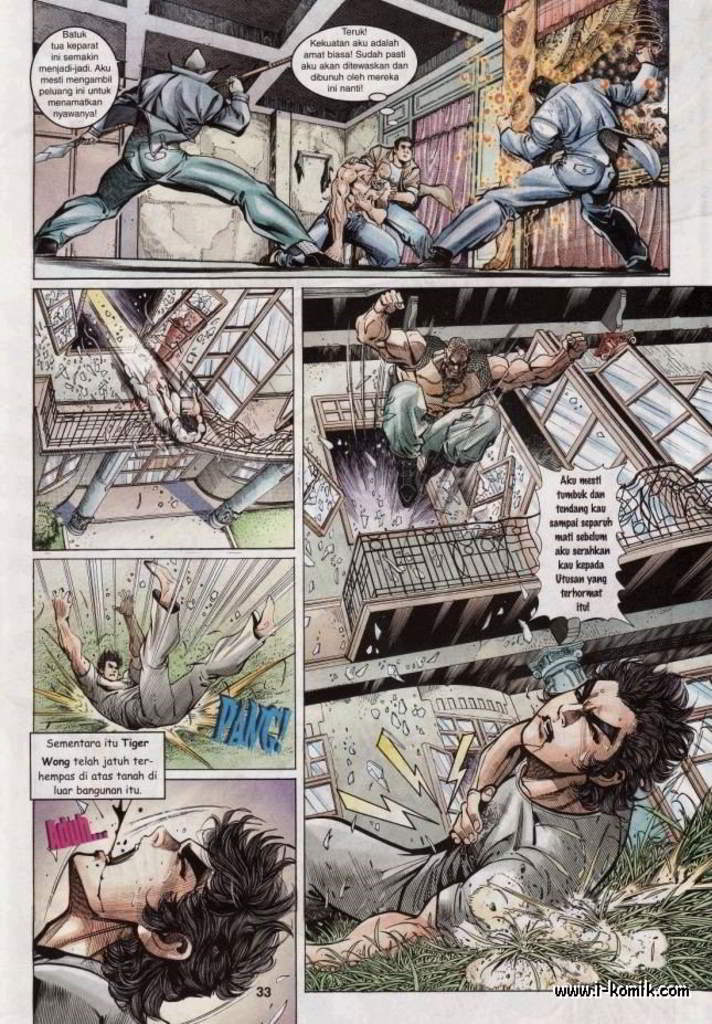 Batuk
tua keparat
ini semakin
menjadi-jadi. Aku
mesti mengambil
peluang ini untuk
menamatkan
nyawanya!
Teruk!
Kekuatan aku adalah
amat biasa! Sudah pasti
aku akan ditewaskan dan
dibunuh oleh mereka
ini nanti!
Aku mesti
tumbuk dan
tendang kau
sampai separuh
mati sebelum
aku serahkan
kau kepada
Utusan yang
terhormat
itu!
PANG!
Sementara itu Tiger
Wong telah jatuh ter-
hempas di atas tanah di
luar bangunan itu.
33
www.i-komik.com